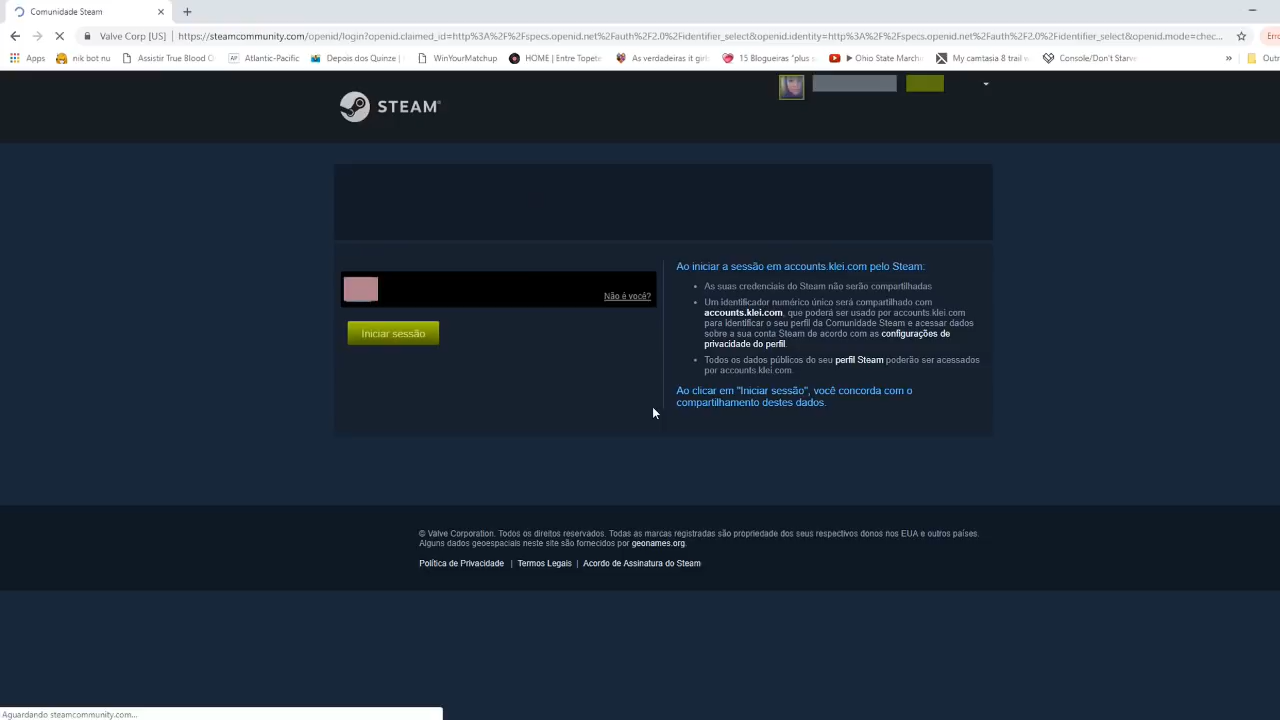 Comunidade Steam
Valve Corp [US] | https://steamcommunity.com/openid/login?openid.claimed_id=http%3A%2F%2Fspecs.openid.net%2Fauth%2F2.0%2Fidentifier_select&openid.identity=http%3A%2F%2Fspecs.openid.net%2Fauth%2F2.0%2Fidentifier_select&openid.mode=chec...
Apps nik bot nu Assistir True Blood O AP Atlantic-Pacific Depois dos Quinze WinYourMatchup HOME | Entre Topete As verdadeiras it girl 15 Blogueiras "plus s Ohio State Marchi My camtasia 8 trail w Console/Don't Starve » Outr
STEAM®
Não é você?
Iniciar sessão
Ao iniciar a sessão em accounts.klei.com pelo Steam:
• As suas credenciais do Steam não serão compartilhadas
• Um identificador numérico único será compartilhado com
accounts.klei.com, que poderá ser usado por accounts.klei.com
para identificar o seu perfil da Comunidade Steam e acessar dados
sobre a sua conta Steam de acordo com as configurações de
privacidade do perfil.
• Todos os dados públicos do seu perfil Steam poderão ser acessados
por accounts.klei.com.
Ao clicar em "Iniciar sessão", você concorda com o
compartilhamento destes dados.
© Valve Corporation. Todos os direitos reservados. Todas as marcas registradas são propriedade dos seus respectivos donos nos EUA e outros países.
Alguns dados geoespaciais neste site são fornecidos por geonames.org.
Política de Privacidade | Termos Legais | Acordo de Assinatura do Steam
Aguardando steamcommunity.com...